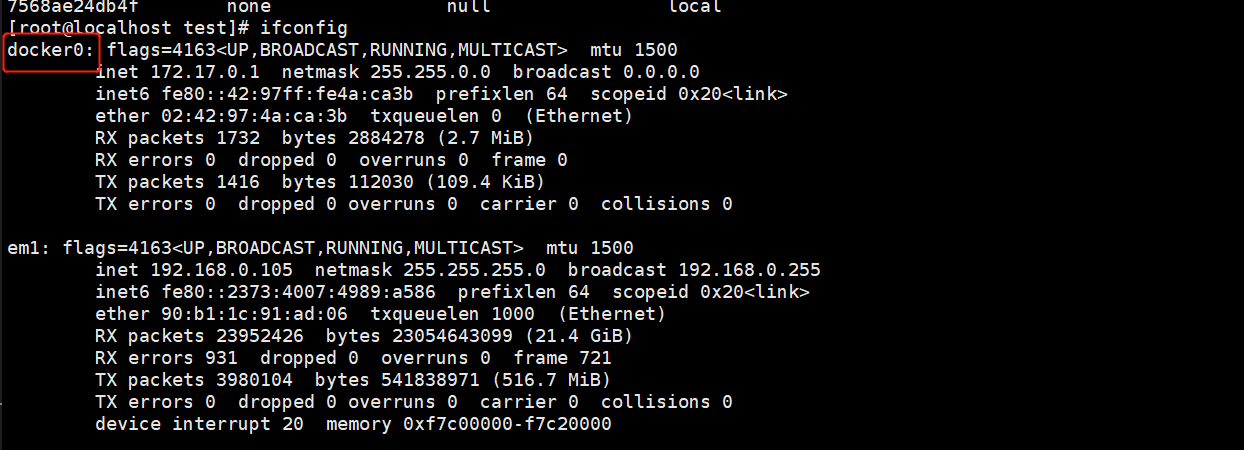 7568ae24db4f        none                null                local
[root@localhost test]# ifconfig
docker0: flags=4163<UP,BROADCAST,RUNNING,MULTICAST>  mtu 1500
        inet 172.17.0.1  netmask 255.255.0.0  broadcast 0.0.0.0
        inet6 fe80::42:97ff:fe4a:ca3b  prefixlen 64  scopeid 0x20<link>
        ether 02:42:97:4a:ca:3b  txqueuelen 0  (Ethernet)
        RX packets 1732  bytes 2884278 (2.7 MiB)
        RX errors 0  dropped 0  overruns 0  frame 0
        TX packets 1416  bytes 112030 (109.4 KiB)
        TX errors 0  dropped 0 overruns 0  carrier 0  collisions 0

em1: flags=4163<UP,BROADCAST,RUNNING,MULTICAST>  mtu 1500
        inet 192.168.0.105  netmask 255.255.255.0  broadcast 192.168.0.255
        inet6 fe80::2373:4007:4989:a586  prefixlen 64  scopeid 0x20<link>
        ether 90:b1:1c:91:ad:06  txqueuelen 1000  (Ethernet)
        RX packets 23952426  bytes 23054643099 (21.4 GiB)
        RX errors 931  dropped 0  overruns 0  frame 721
        TX packets 3980104  bytes 541838971 (516.7 MiB)
        TX errors 0  dropped 0 overruns 0  carrier 0  collisions 0
        device interrupt 20  memory 0xf7c00000-f7c20000